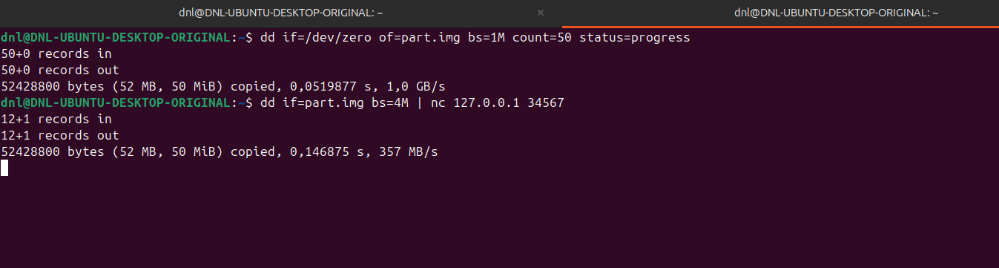 dnl@DNL-UBUNTU-DESKTOP-ORIGINAL: ~ × dnl@DNL-UBUNTU-DESKTOP-ORIGINAL: ~
dnl@DNL-UBUNTU-DESKTOP-ORIGINAL:~$ dd if=/dev/zero of=part.img bs=1M count=50 status=progress
50+0 records in
50+0 records out
52428800 bytes (52 MB, 50 MiB) copied, 0,0519877 s, 1,0 GB/s
dnl@DNL-UBUNTU-DESKTOP-ORIGINAL:~$ dd if=part.img bs=4M | nc 127.0.0.1 34567
12+1 records in
12+1 records out
52428800 bytes (52 MB, 50 MiB) copied, 0,146875 s, 357 MB/s